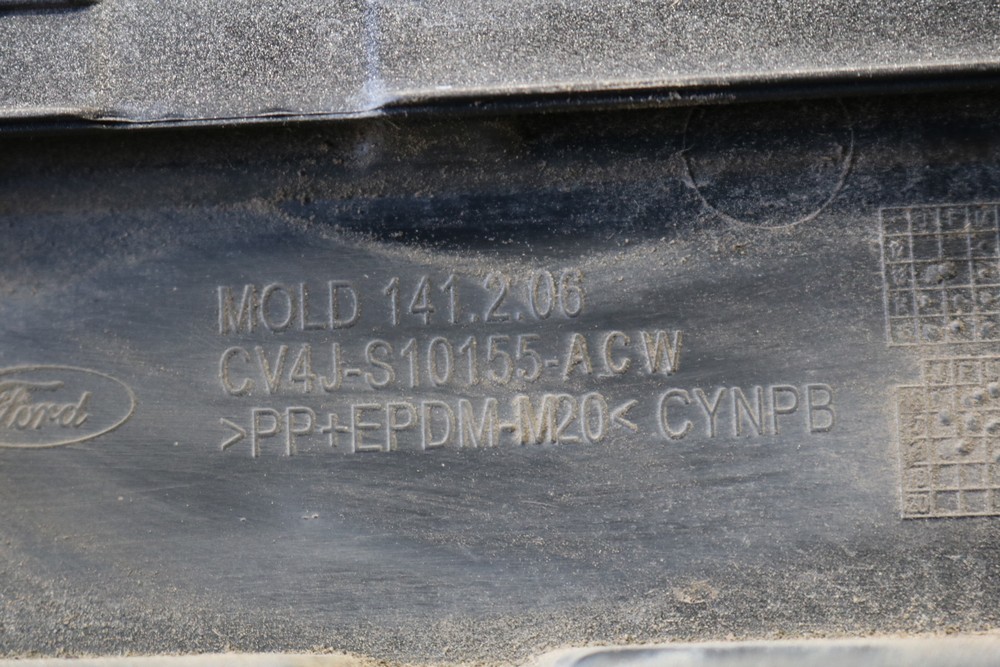 MOLD 141.2.06
CV4J-S10155-ACW
>PP+EPDM-M20< CYNPB
Ford